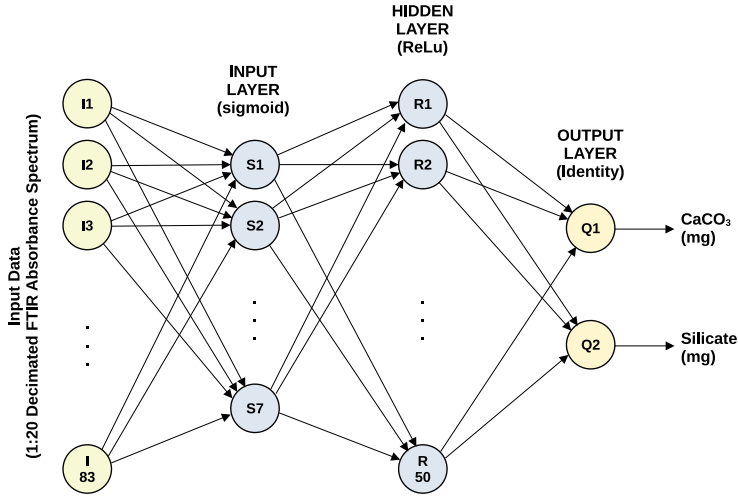 HIDDEN
LAYER
(ReLu)
INPUT
LAYER
(sigmoid)
OUTPUT
LAYER
(Identity)
Input Data
(1:20 Decimated FTIR Absorbance Spectrum)
I1
I2
I3
I
83
S1
S2
S7
R1
R2
R
50
Q1
Q2
CaCO₃
(mg)
Silicate
(mg)